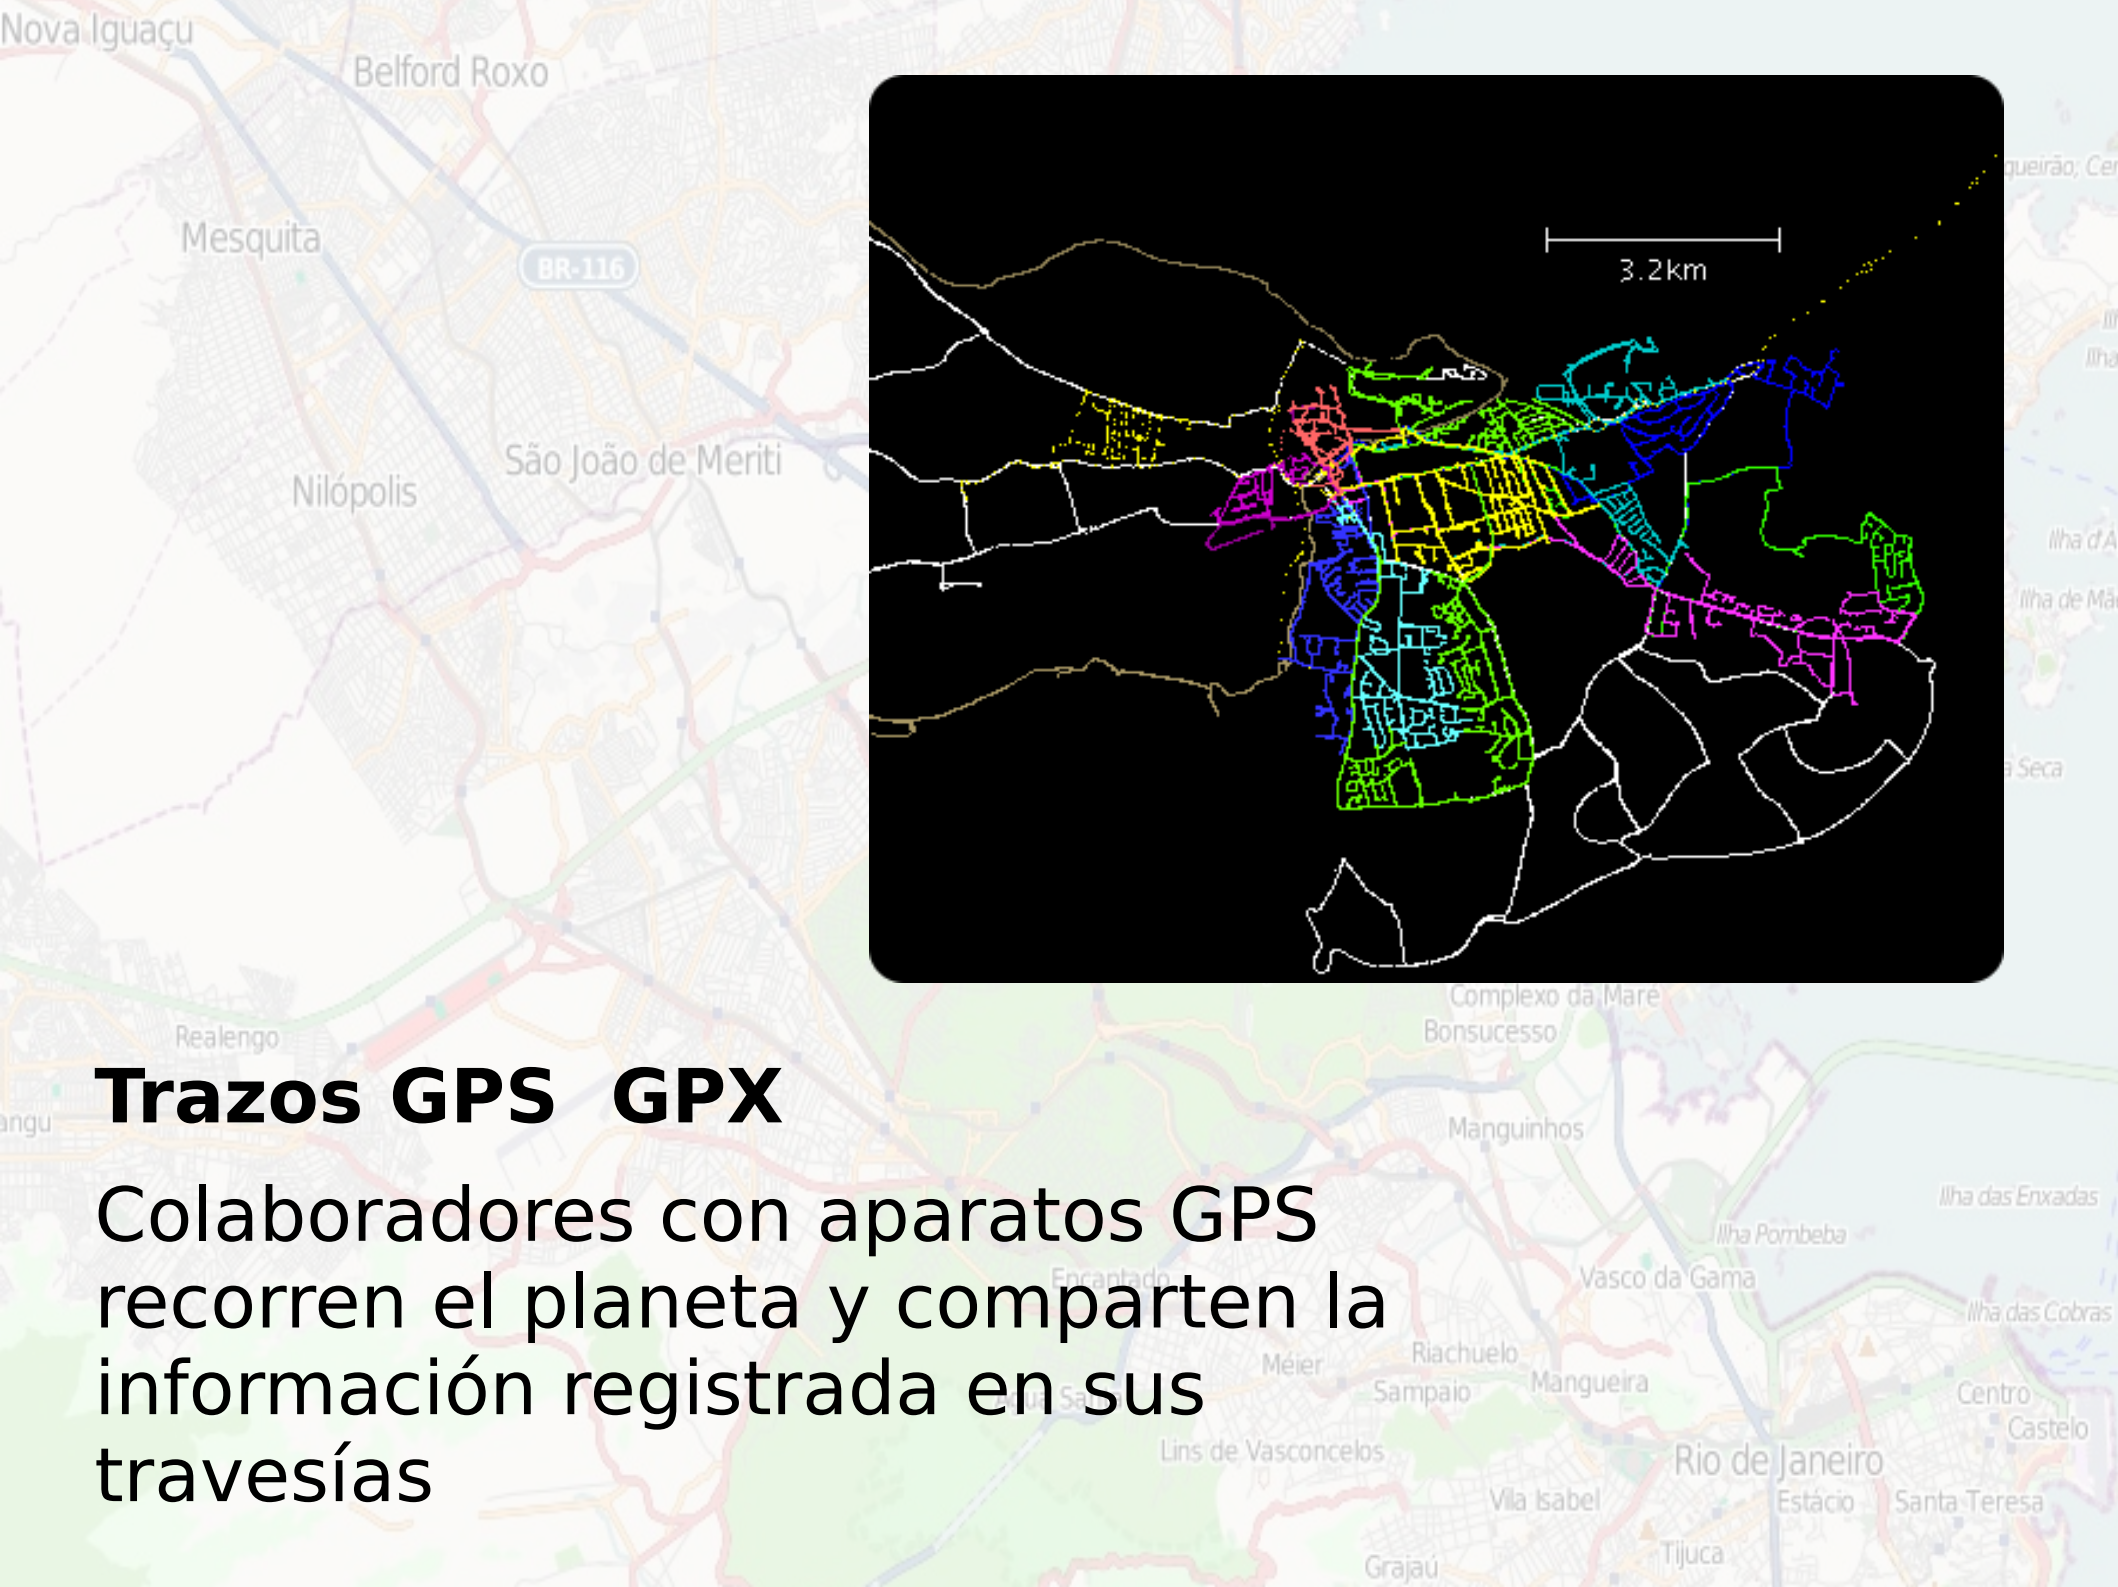 Nova Iguaçu
Belford Roxo
Mesquita
BR-116
São João de Meriti
Nilópolis
3.2km
Realengo
Complexo da Maré
Bonsucesso
Manguinhos
Trazos GPS  GPX
Colaboradores con aparatos GPS
recorren el planeta y comparten la
información registrada en sus
travesías
Encantado
Ilha das Enxadas
Ilha Pombeba
Vasco da Gama
Ilha das Cobras
Riachuelo
Méier
Sampaio
Mangueira
Centro
Castelo
Lins de Vasconcelos
Rio de Janeiro
Vila Isabel
Estácio
Santa Teresa
Tijuca
Grajaú